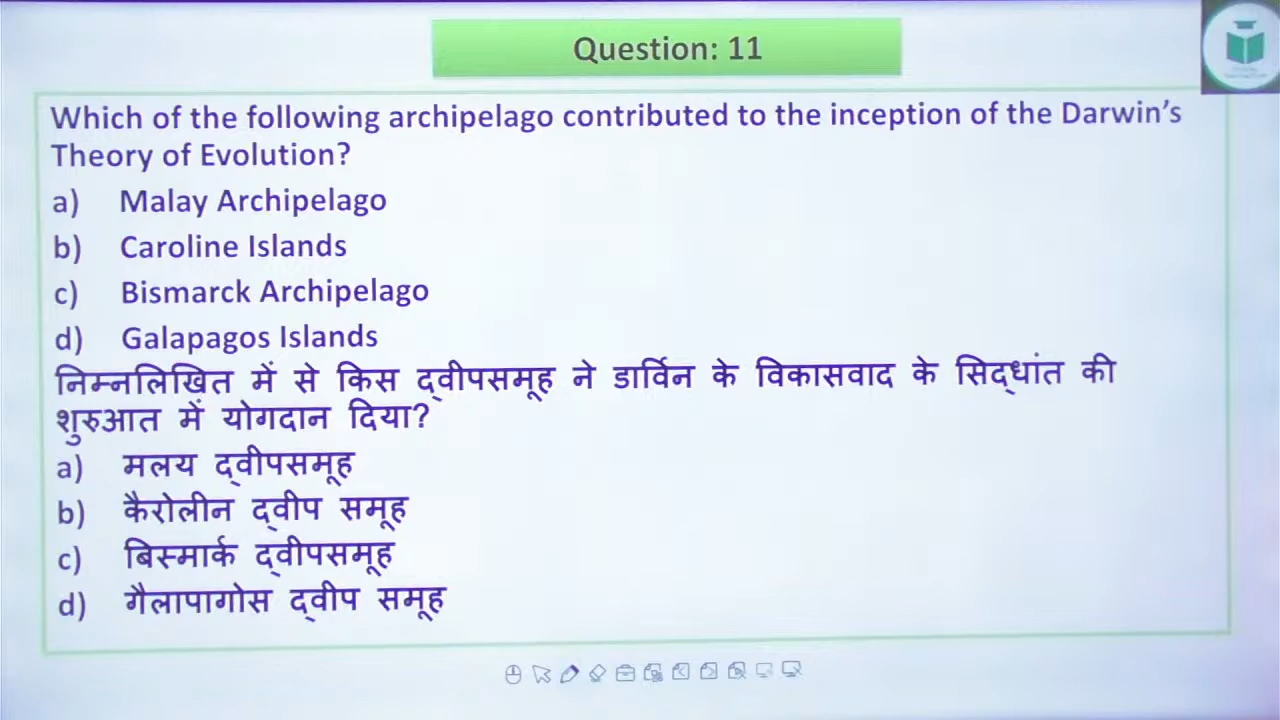 Question: 11
Which of the following archipelago contributed to the inception of the Darwin's
Theory of Evolution?
a) Malay Archipelago
b) Caroline Islands
c) Bismarck Archipelago
d) Galapagos Islands
निम्नलिखित में से किस द्वीपसमूह ने डार्विन के विकासवाद के सिद्धांत की
शुरुआत में योगदान दिया?
a) मलय द्वीपसमूह
b) कैरोलीन द्वीप समूह
c) बिस्मार्क द्वीपसमूह
d) गैलापागोस द्वीप समूह